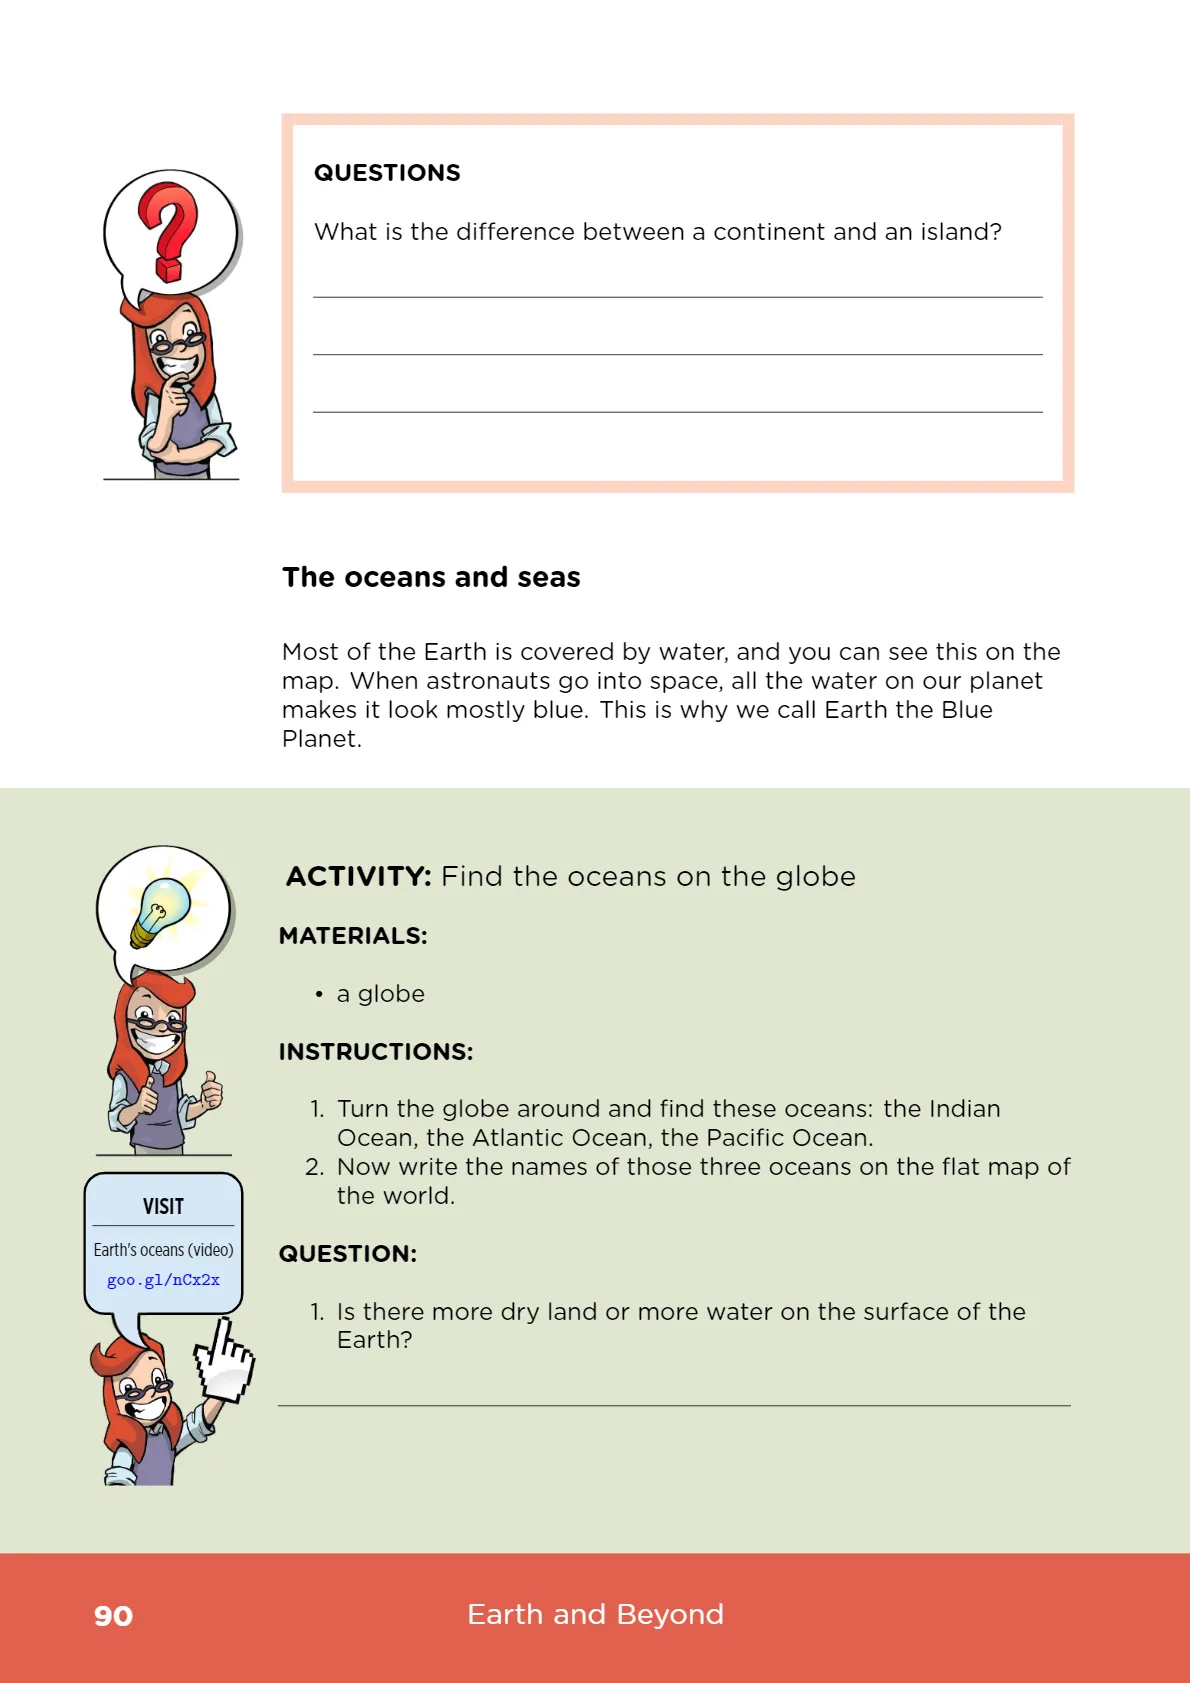 QUESTIONS
What is the difference between a continent and an island?
The oceans and seas
Most of the Earth is covered by water, and you can see this on the
map. When astronauts go into space, all the water on our planet
makes it look mostly blue. This is why we call Earth the Blue
Planet.
ACTIVITY: Find the oceans on the globe
MATERIALS:
• a globe
INSTRUCTIONS:
1. Turn the globe around and find these oceans: the Indian
Ocean, the Atlantic Ocean, the Pacific Ocean.
2. Now write the names of those three oceans on the flat map of
the world.
VISIT
Earth's oceans (video)
goo.gl/nCx2x
QUESTION:
1. Is there more dry land or more water on the surface of the
Earth?
90
Earth and Beyond